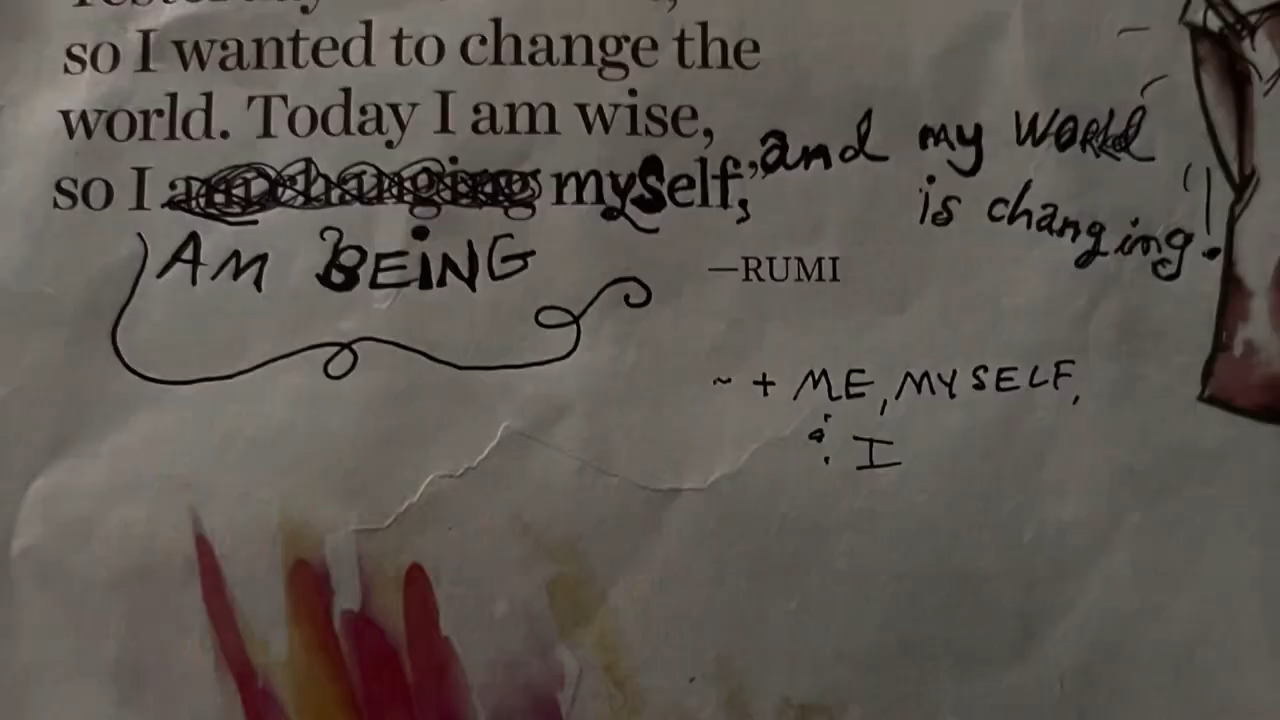 Yesterday
so I wanted to change the
world. Today I am wise,
so I am changing myself, and my World
is changing!
AM BEING
—RUMI
~ + ME, MYSELF,
& I